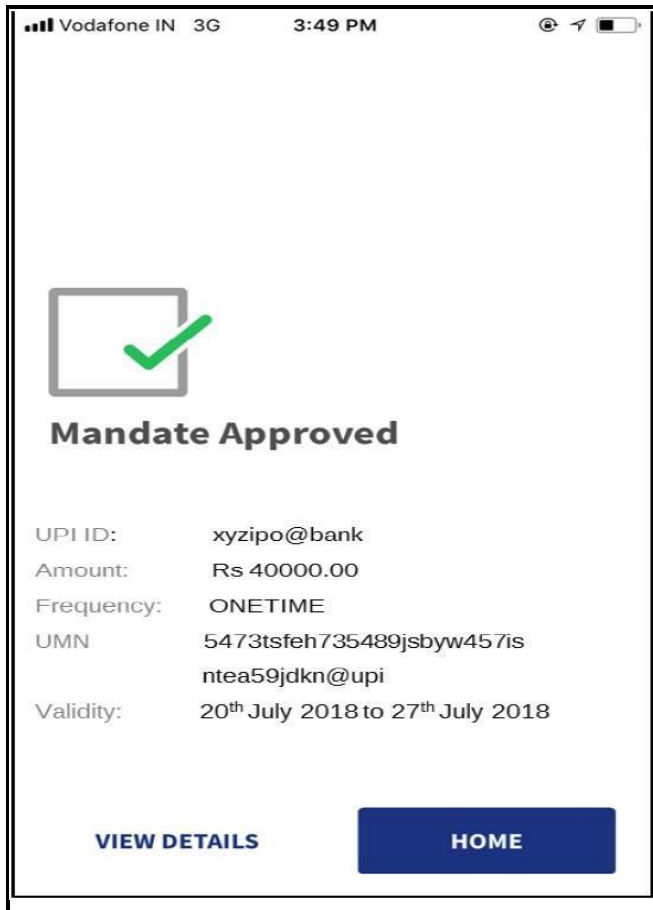 Vodafone IN 3G 3:49 PM
Mandate Approved
UPI ID: xyzipo@bank
Amount: Rs 40000.00
Frequency: ONETIME
UMN 5473tsfeh735489jsbyw457is
ntea59jdkn@upi
Validity: 20th July 2018 to 27th July 2018
VIEW DETAILS HOME